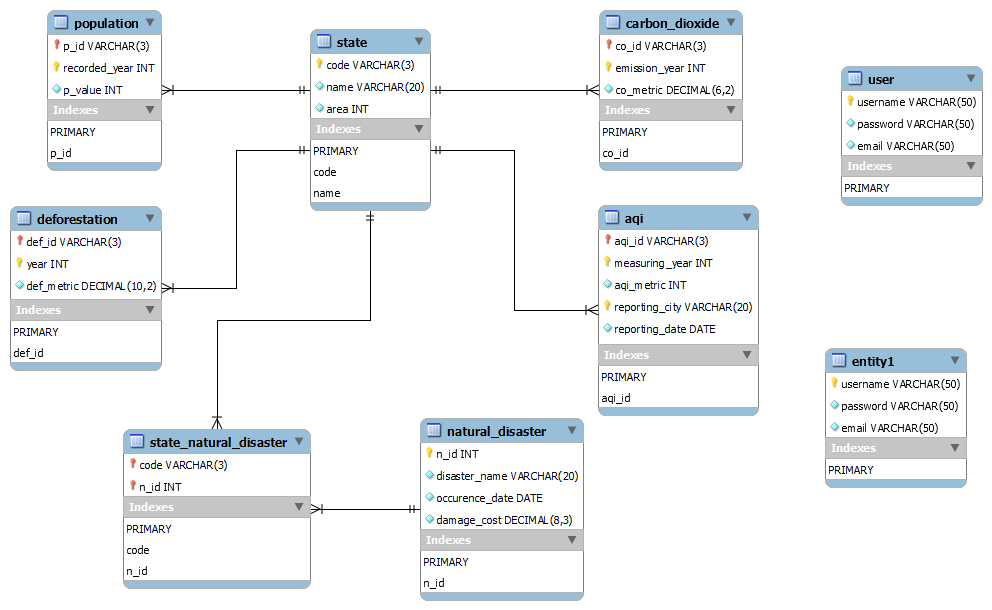 population
p_id VARCHAR(3)
recorded_year INT
p_value INT
Indexes
PRIMARY
p_id
state
code VARCHAR(3)
name VARCHAR(20)
area INT
Indexes
PRIMARY
code
name
carbon_dioxide
co_id VARCHAR(3)
emission_year INT
co_metric DECIMAL(6,2)
Indexes
PRIMARY
co_id
user
username VARCHAR(50)
password VARCHAR(50)
email VARCHAR(50)
Indexes
PRIMARY
deforestation
def_id VARCHAR(3)
year INT
def_metric DECIMAL(10,2)
Indexes
PRIMARY
def_id
aqi
aqi_id VARCHAR(3)
measuring_year INT
aqi_metric INT
reporting_city VARCHAR(20)
reporting_date DATE
Indexes
PRIMARY
aqi_id
entity1
username VARCHAR(50)
password VARCHAR(50)
email VARCHAR(50)
Indexes
PRIMARY
state_natural_disaster
code VARCHAR(3)
n_id INT
Indexes
PRIMARY
code
n_id
natural_disaster
n_id INT
disaster_name VARCHAR(20)
occurence_date DATE
damage_cost DECIMAL(8,3)
Indexes
PRIMARY
n_id